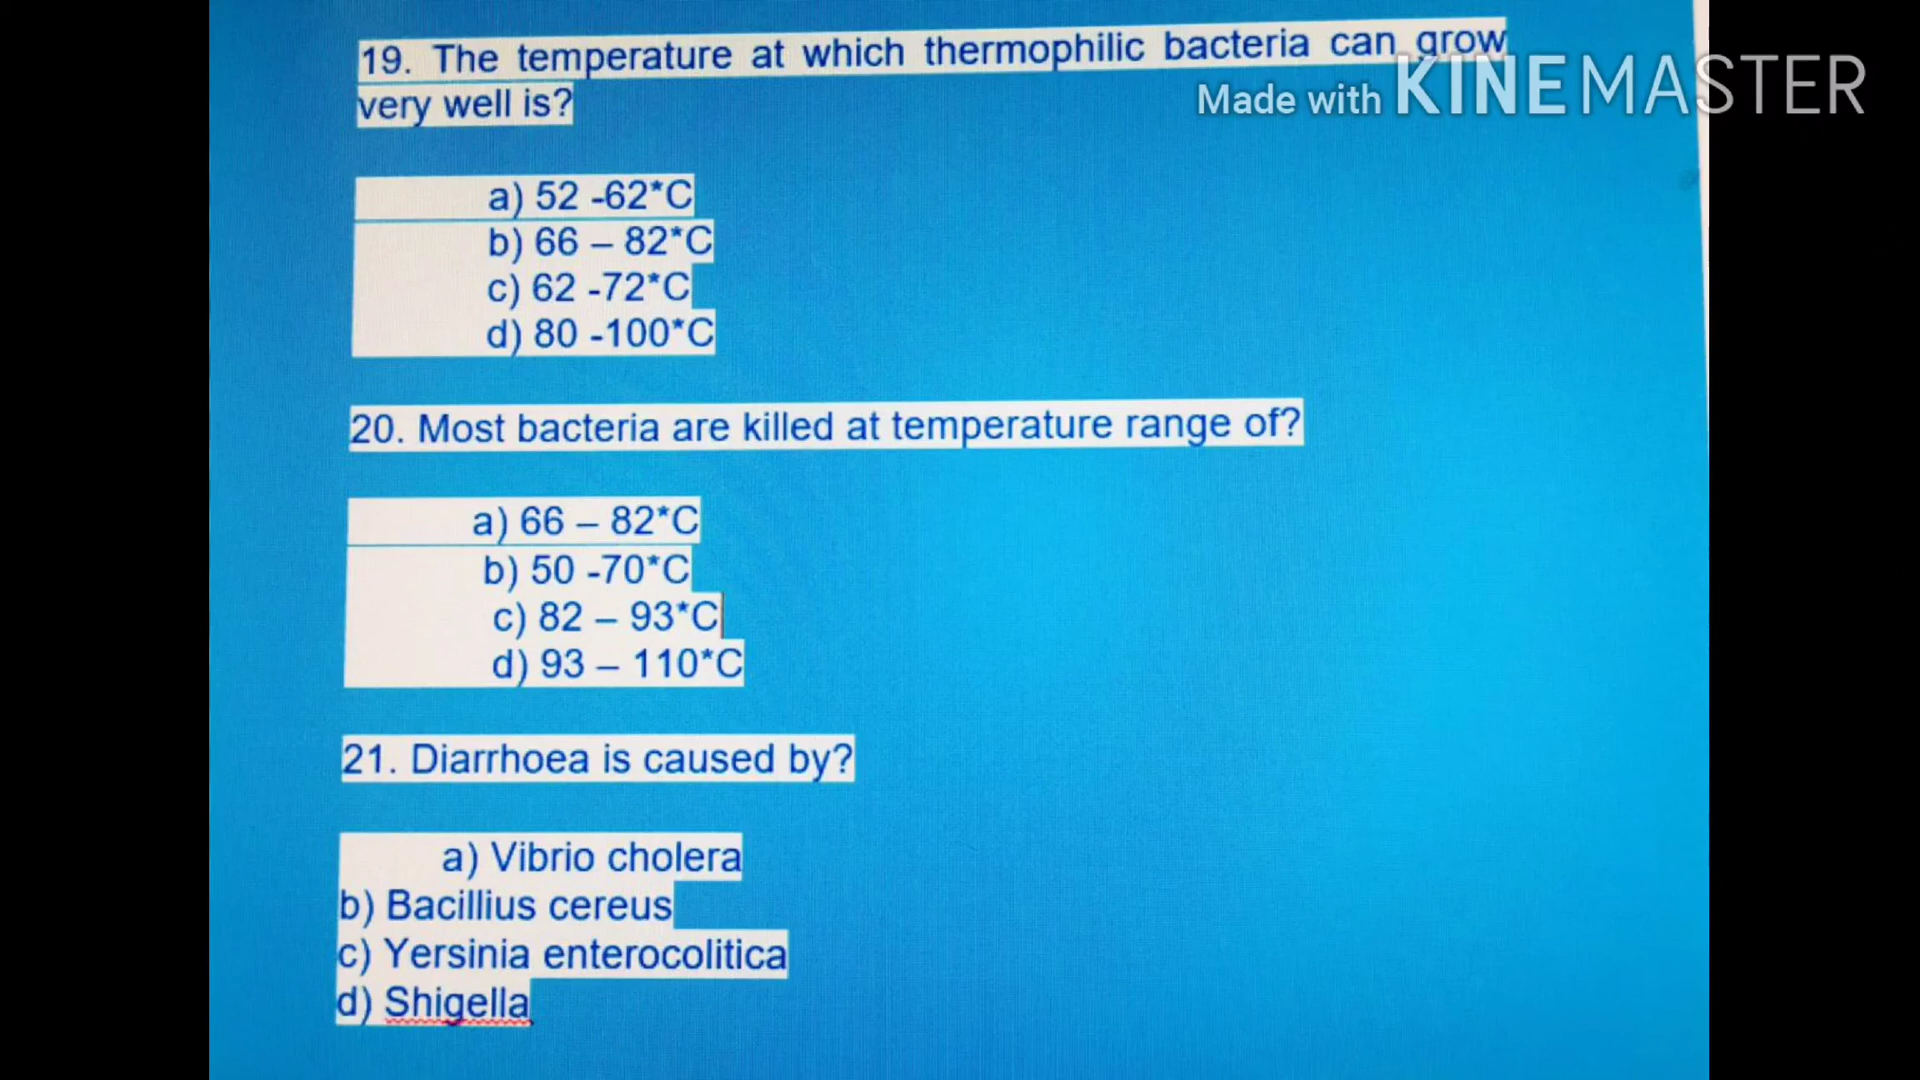 19. The temperature at which thermophilic bacteria can grow
very well is?
Made with KINEMASTER
a) 52 -62*C
b) 66 – 82*C
c) 62 -72*C
d) 80 -100*C
20. Most bacteria are killed at temperature range of?
a) 66 – 82*C
b) 50 -70*C
c) 82 – 93*C
d) 93 – 110*C
21. Diarrhoea is caused by?
a) Vibrio cholera
b) Bacillius cereus
c) Yersinia enterocolitica
d) Shigella